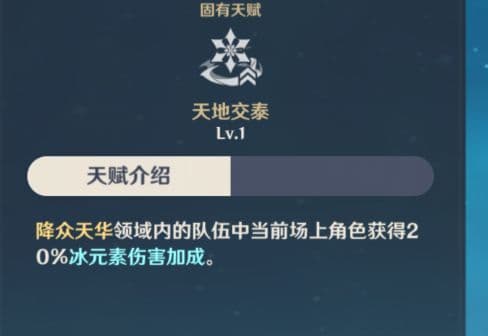 固有天赋
天地交泰
Lv.1
天赋介绍
降众天华领域内的队伍中当前场上角色获得2
0%冰元素伤害加成。